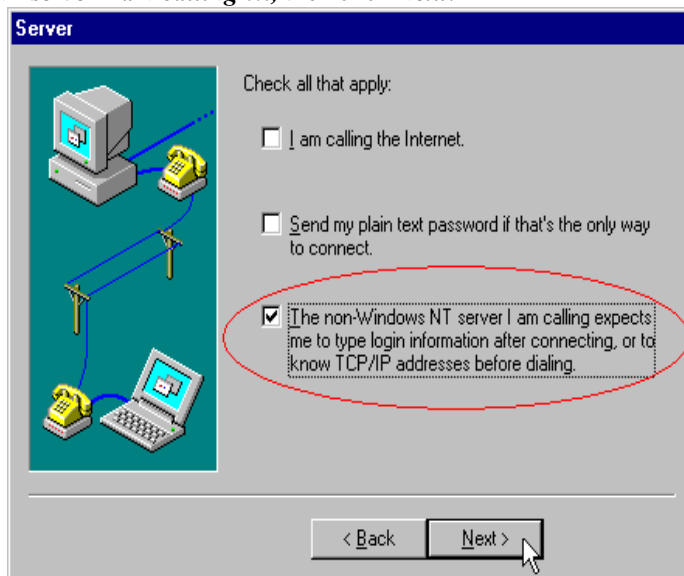 Server
Check all that apply:
I am calling the Internet.
Send my plain text password if that's the only way
to connect.
The non-Windows NT server I am calling expects
me to type login information after connecting, or to
know TCP/IP addresses before dialing.
< Back
Next >